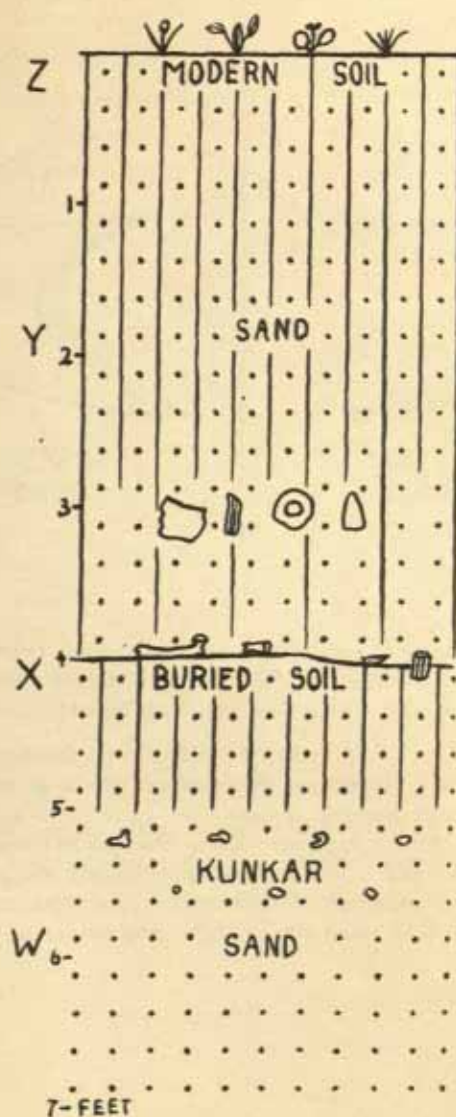 Z MODERN SOIL
1-
SAND
Y
2-
3-
4
X BURIED SOIL
5-
KUNKAR
W 6- SAND
7-FEET